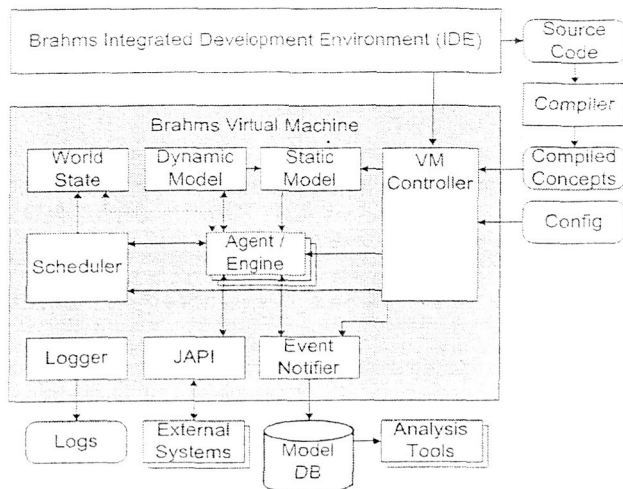 Brahms Integrated Development Environment (IDE)
Source
Code
Compiler
Brahms Virtual Machine
World
State
Dynamic
Model
Static
Model
VM
Controller
Compiled
Concepts
Config
Scheduler
Agent /
Engine
Logger
JAPI
Event
Notifier
Logs
External
Systems
Model
DB
Analysis
Tools